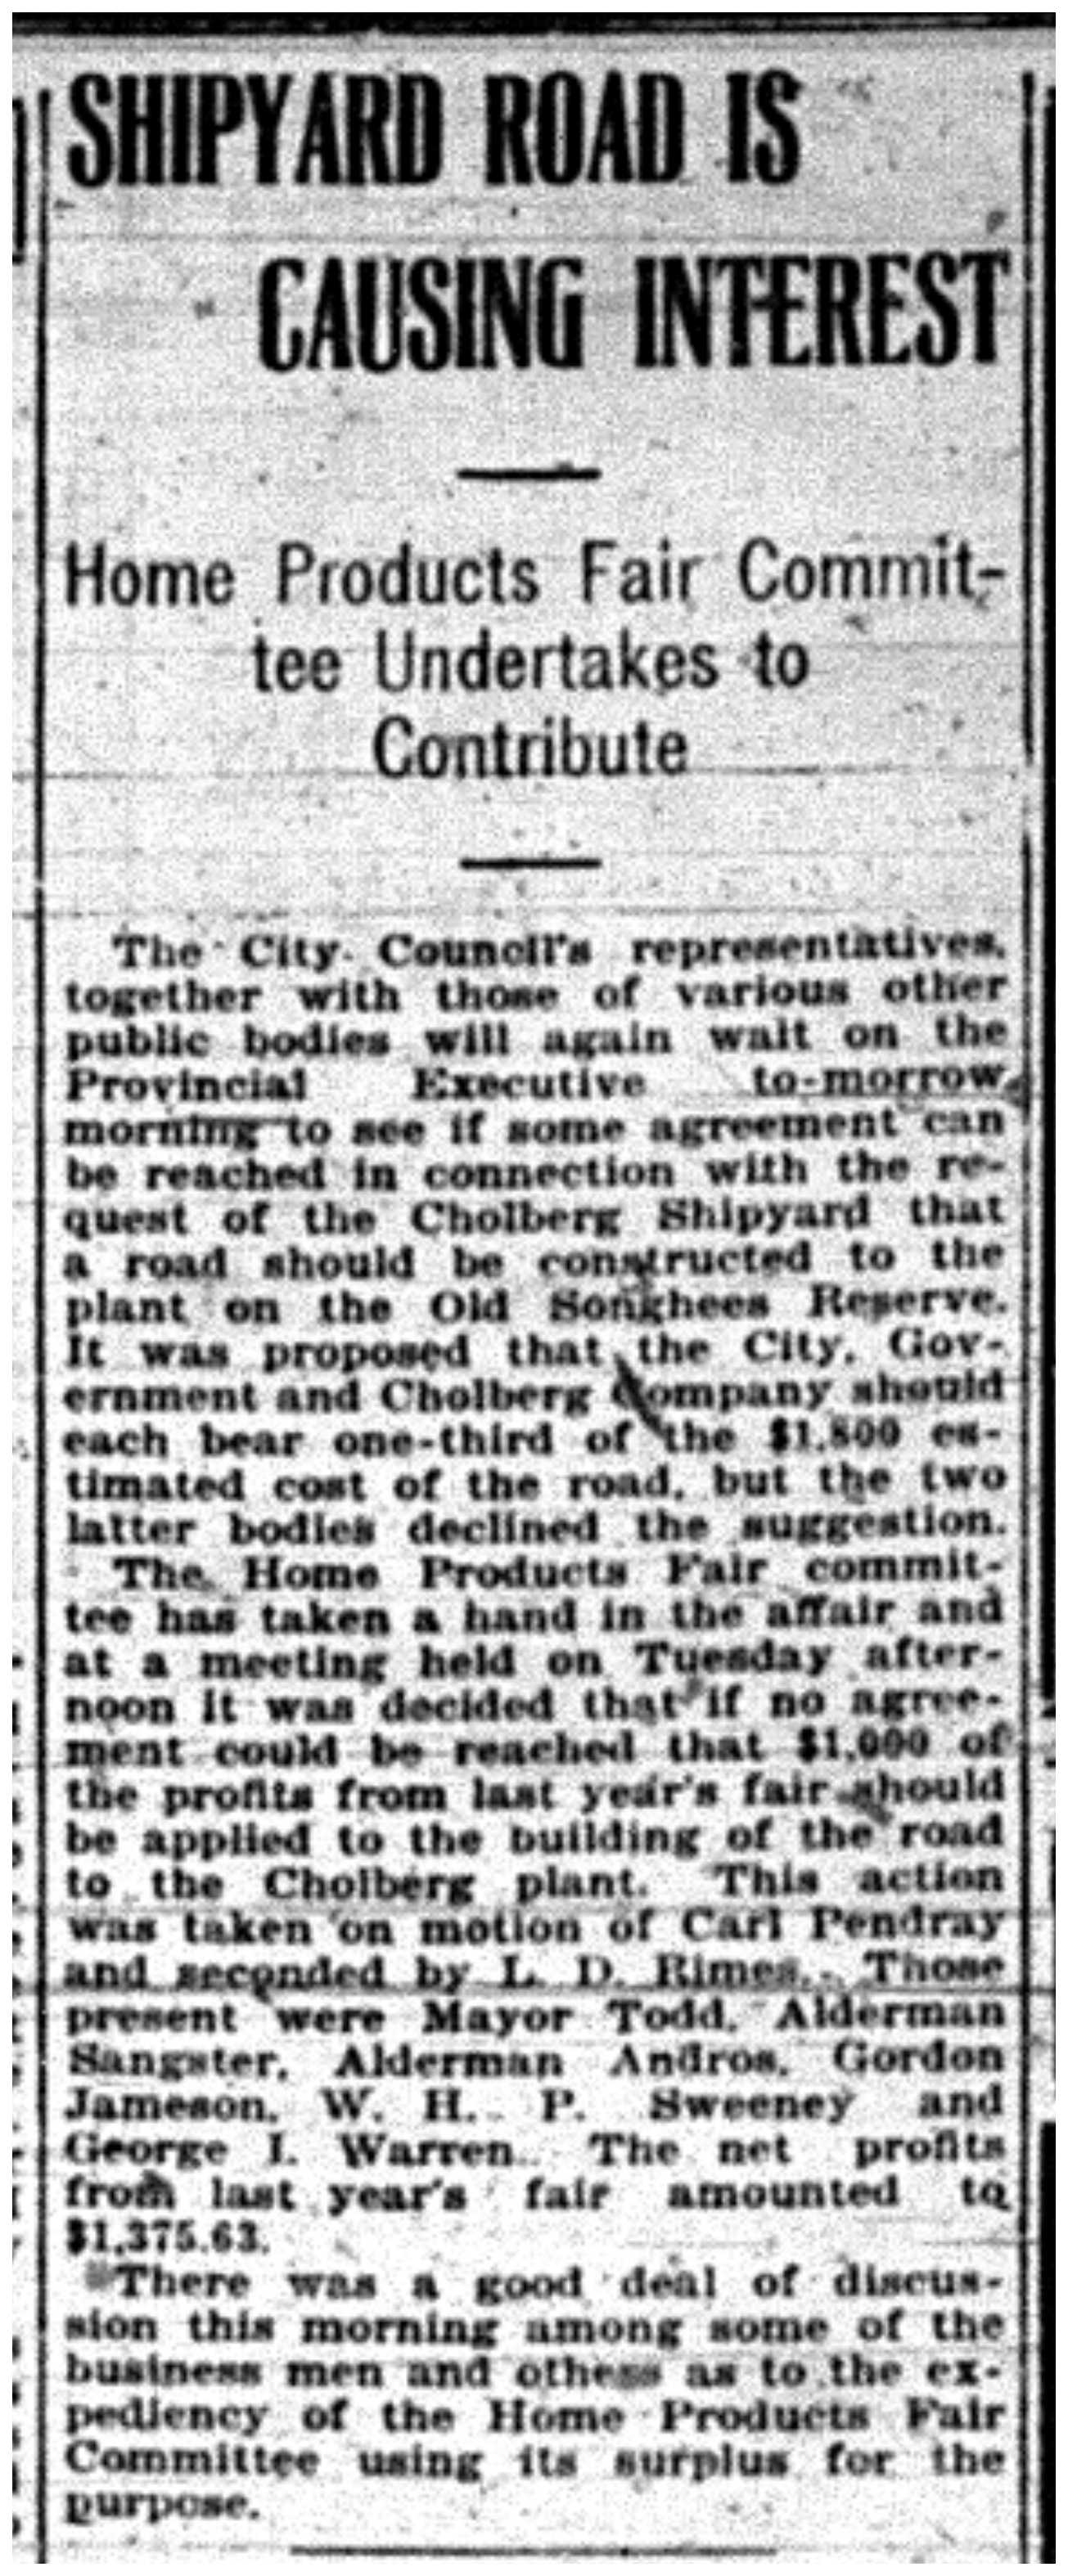 SHIPYARD ROAD IS
CAUSING INTEREST
Home Products Fair Commit-
tee Undertakes to
Contribute
The City Council's representatives,
together with those of various other
public bodies will again wait on the
Provincial Executive to-morrow
morning to see if some agreement can
be reached in connection with the re-
quest of the Cholberg Shipyard that
a road should be constructed to the
plant on the Old Songhees Reserve.
It was proposed that the City, Gov-
ernment and Cholberg Company should
each bear one-third of the $1,800 es-
timated cost of the road, but the two
latter bodies declined the suggestion.
The Home Products Fair commit-
tee has taken a hand in the affair and
at a meeting held on Tuesday after-
noon it was decided that if no agree-
ment could be reached that $1,000 of
the profits from last year's fair should
be applied to the building of the road
to the Cholberg plant. This action
was taken on motion of Carl Pendray
and seconded by L. D. Rimes. Those
present were Mayor Todd, Alderman
Sangster, Alderman Andros, Gordon
Jameson, W. H. P. Sweeney and
George I. Warren. The net profits
from last year's fair amounted to
$1,375.63.
There was a good deal of discus-
sion this morning among some of the
business men and othess as to the ex-
pediency of the Home Products Fair
Committee using its surplus for the
purpose.